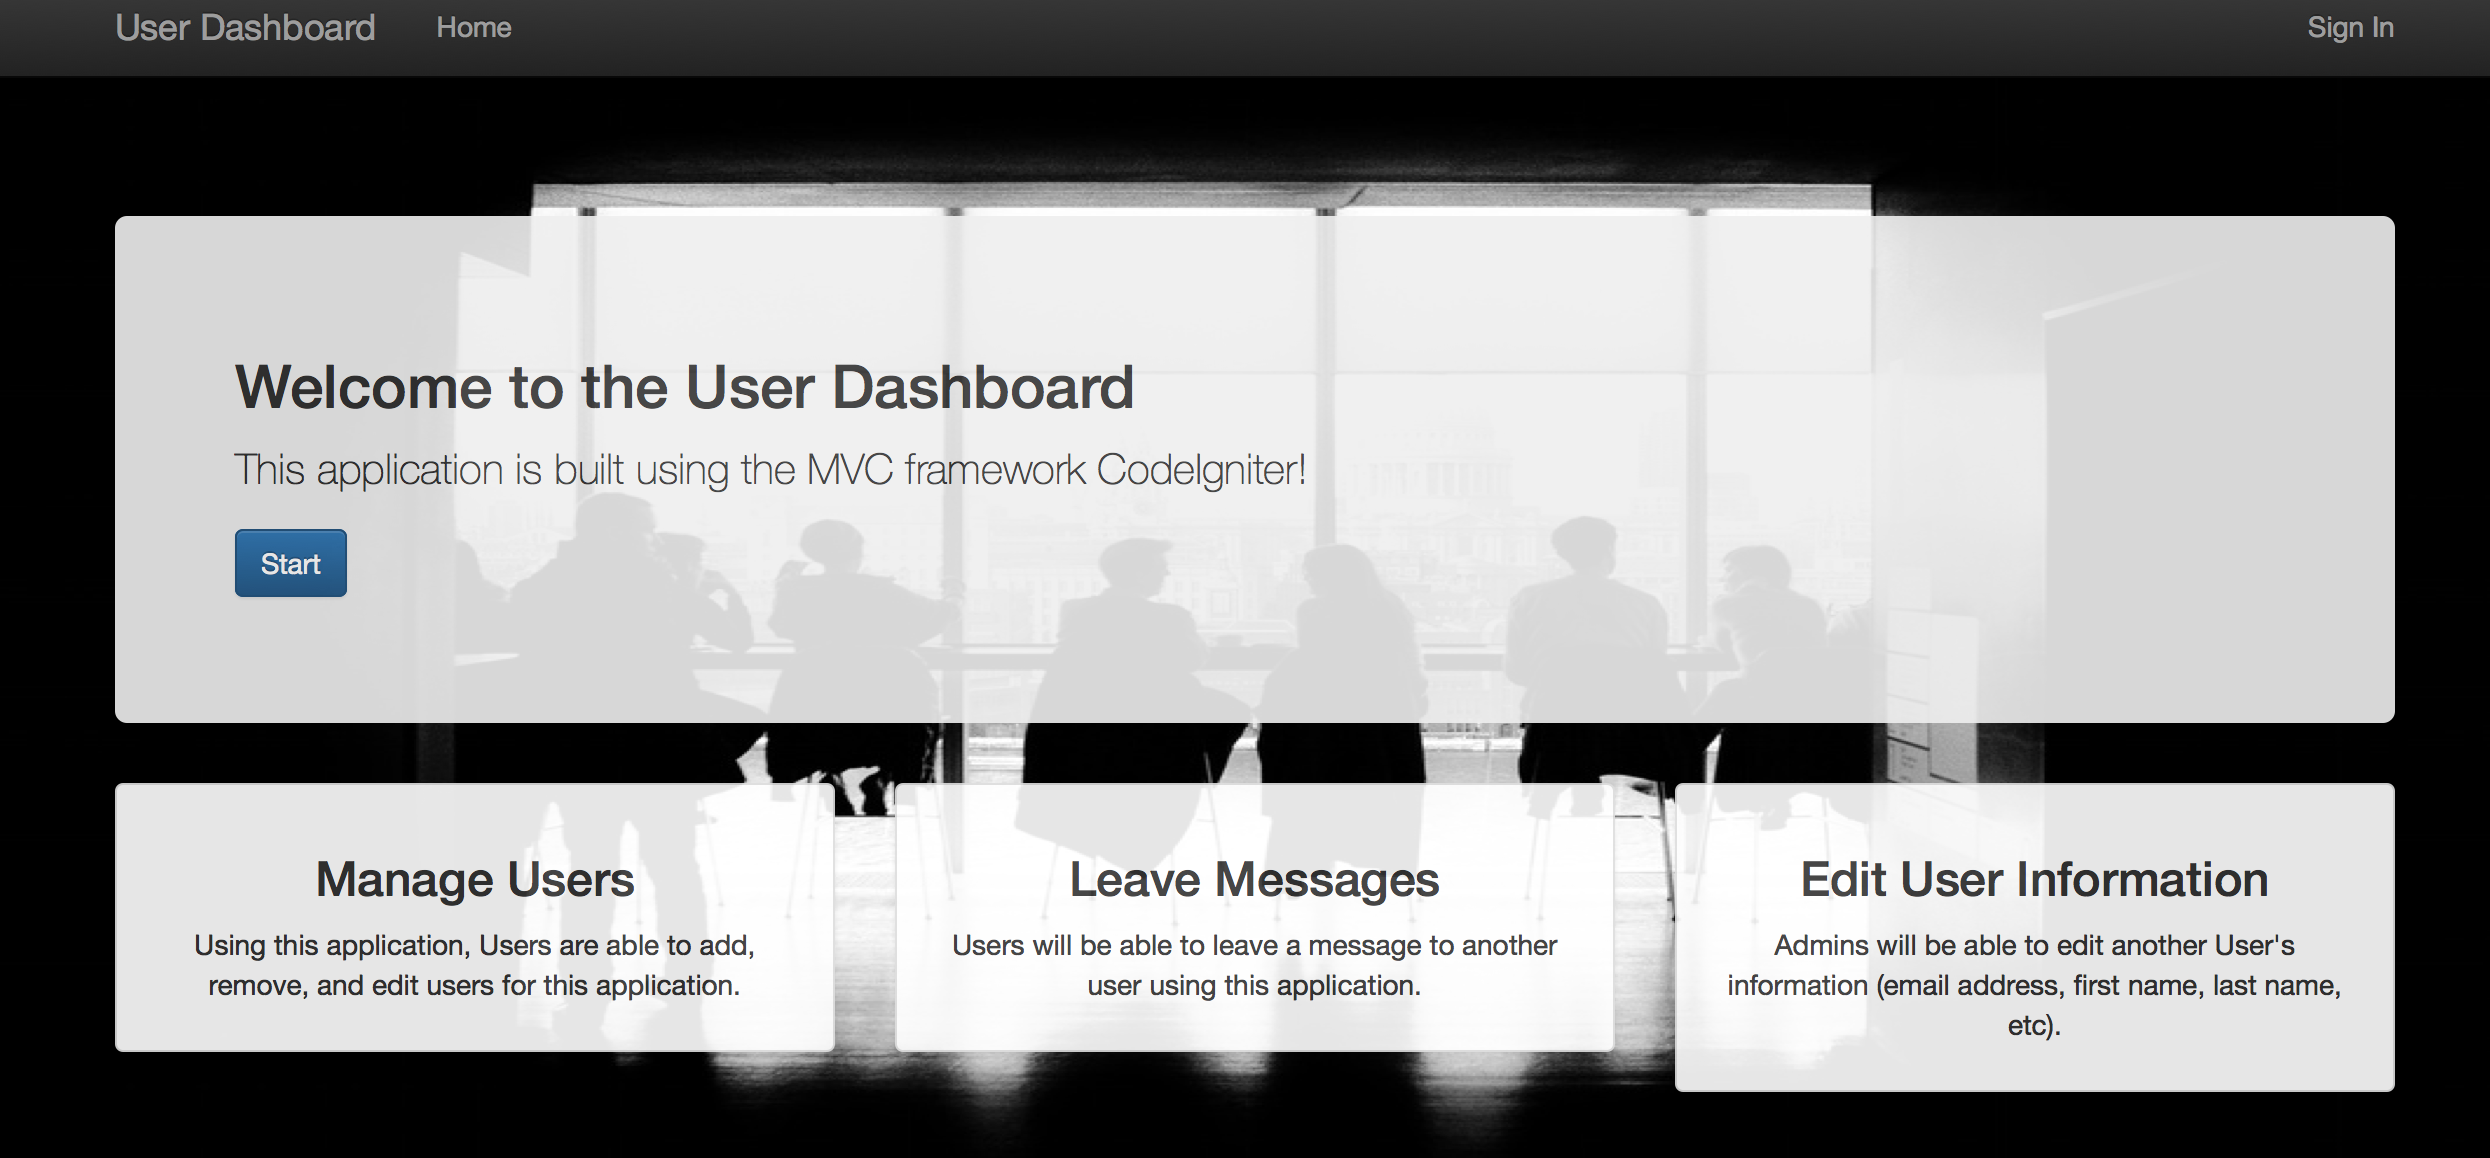 User Dashboard Home Sign In
Welcome to the User Dashboard
This application is built using the MVC framework CodeIgniter!
Start
Manage Users
Using this application, Users are able to add,
remove, and edit users for this application.
Leave Messages
Users will be able to leave a message to another
user using this application.
Edit User Information
Admins will be able to edit another User's
information (email address, first name, last name,
etc).